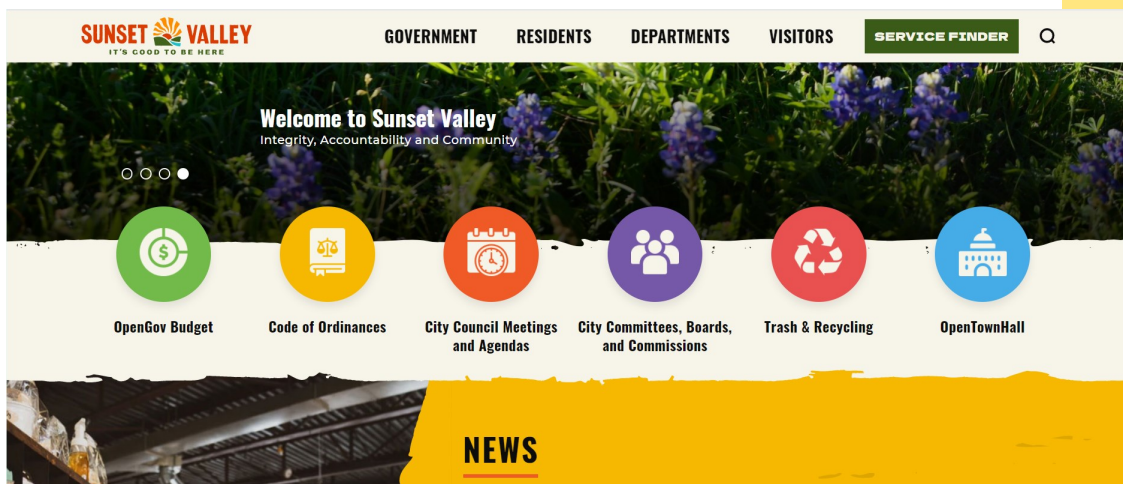 SUNSET VALLEY
IT'S GOOD TO BE HERE
GOVERNMENT RESIDENTS DEPARTMENTS VISITORS SERVICE FINDER
Welcome to Sunset Valley
Integrity, Accountability and Community
$
OpenGov Budget
Code of Ordinances
City Council Meetings
and Agendas
City Committees, Boards,
and Commissions
Trash & Recycling
OpenTownHall
NEWS